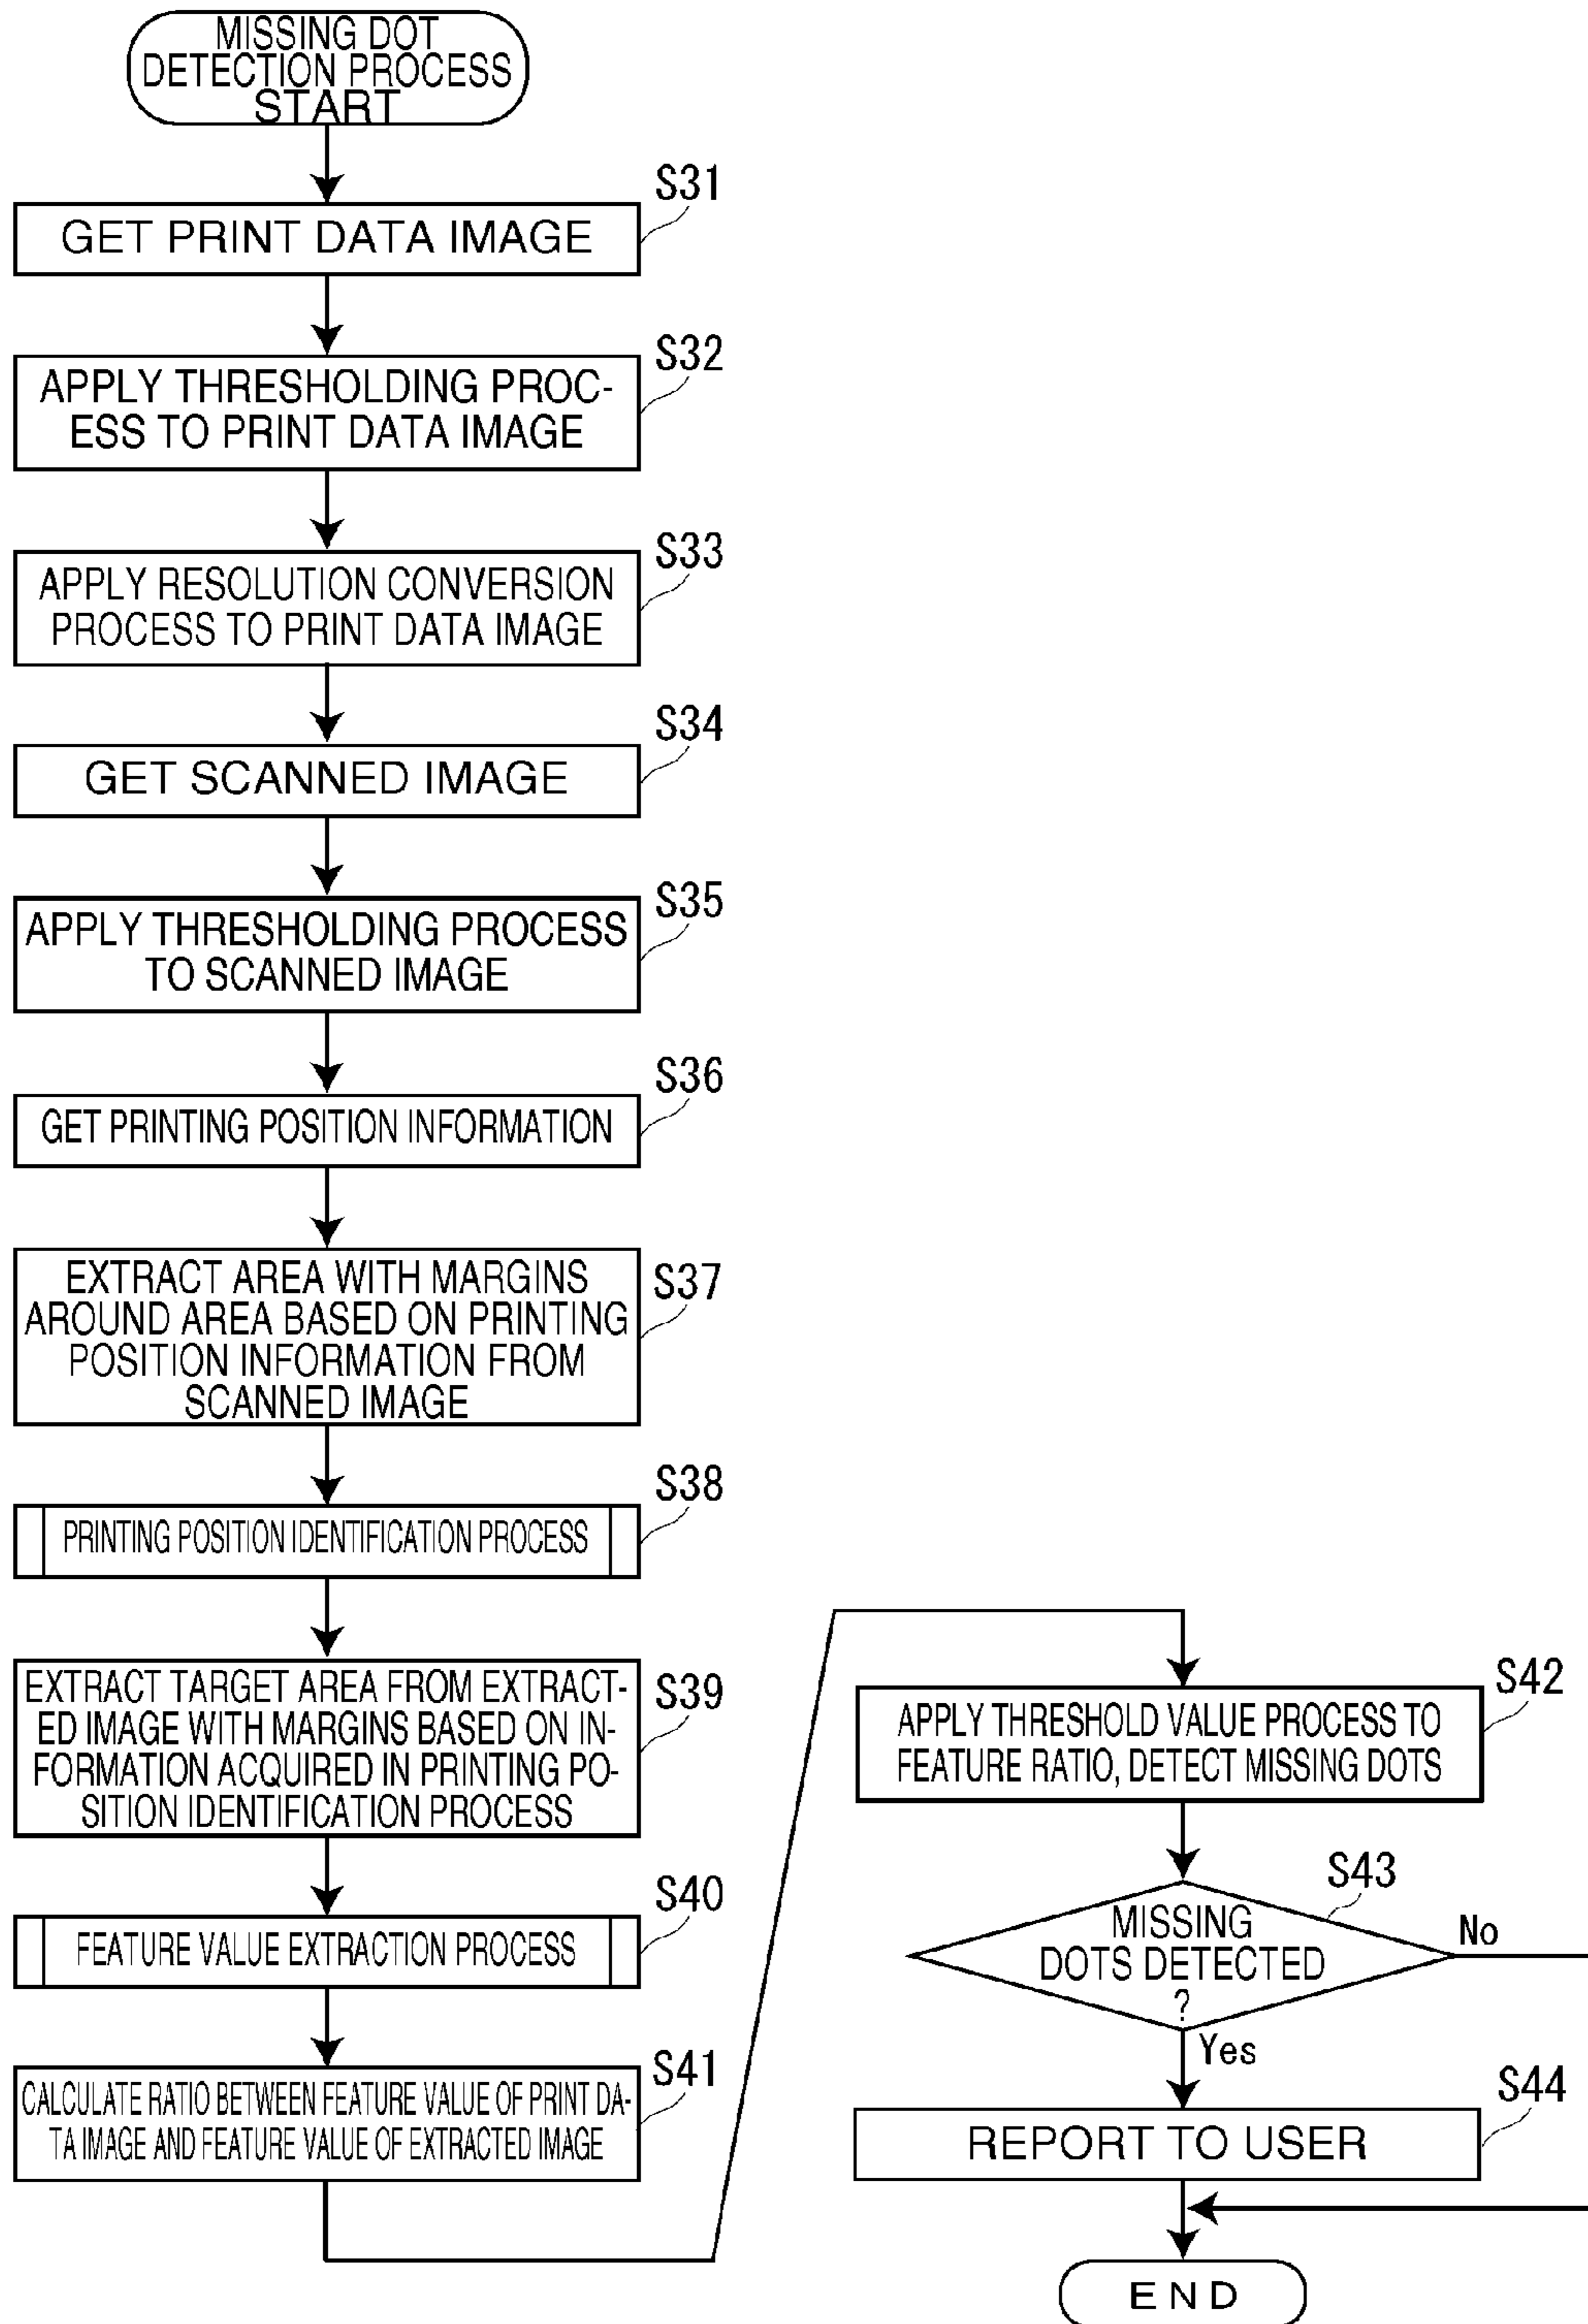 MISSING DOT
DETECTION PROCESS
START
S31
GET PRINT DATA IMAGE
S32
APPLY THRESHOLDING PROC-
ESS TO PRINT DATA IMAGE
S33
APPLY RESOLUTION CONVERSION
PROCESS TO PRINT DATA IMAGE
S34
GET SCANNED IMAGE
S35
APPLY THRESHOLDING PROCESS
TO SCANNED IMAGE
S36
GET PRINTING POSITION INFORMATION
S37
EXTRACT AREA WITH MARGINS
AROUND AREA BASED ON PRINTING
POSITION INFORMATION FROM
SCANNED IMAGE
S38
PRINTING POSITION IDENTIFICATION PROCESS
S39
EXTRACT TARGET AREA FROM EXTRACT-
ED IMAGE WITH MARGINS BASED ON IN-
FORMATION ACQUIRED IN PRINTING PO-
SITION IDENTIFICATION PROCESS
S40
FEATURE VALUE EXTRACTION PROCESS
S41
CALCULATE RATIO BETWEEN FEATURE VALUE OF PRINT DA-
TA IMAGE AND FEATURE VALUE OF EXTRACTED IMAGE
S42
APPLY THRESHOLD VALUE PROCESS TO
FEATURE RATIO, DETECT MISSING DOTS
S43
MISSING
DOTS DETECTED
?
No
Yes
S44
REPORT TO USER
END